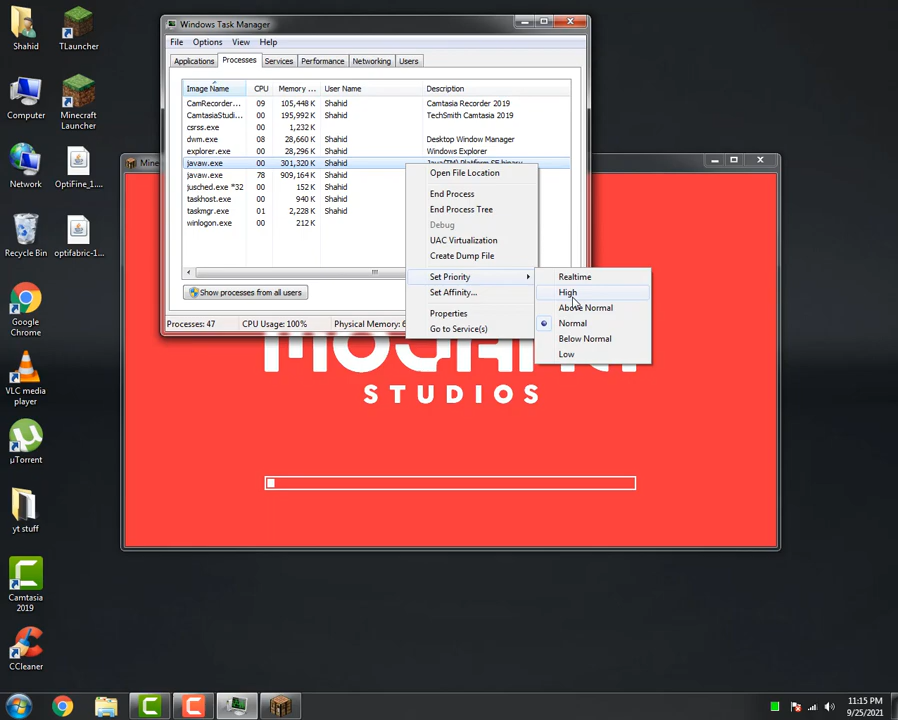 Shahid
TLauncher
Computer
Minecraft
Launcher
Network
OptiFine_1....
Recycle Bin
optifabric-1...
Google
Chrome
VLC media
player
µTorrent
yt stuff
Camtasia
2019
CCleaner
Windows Task Manager
File Options View Help
Applications Processes Services Performance Networking Users
Image Name CPU Memory ... User Name Description
CamRecorder... 09 105,448 K Shahid Camtasia Recorder 2019
CamtasiaStudi... 00 195,992 K Shahid TechSmith Camtasia 2019
csrss.exe 00 1,232 K
dwm.exe 08 28,660 K Shahid Desktop Window Manager
explorer.exe 00 28,296 K Shahid Windows Explorer
javaw.exe 00 301,320 K Shahid Java(TM) Platform SE binary
javaw.exe 78 909,164 K Shahid
jusched.exe *32 00 152 K Shahid
taskhost.exe 00 940 K Shahid
taskmgr.exe 01 2,228 K Shahid
winlogon.exe 00 212 K
Show processes from all users
Processes: 47 CPU Usage: 100% Physical Memory: 6
Open File Location
End Process
End Process Tree
Debug
UAC Virtualization
Create Dump File
Set Priority
Set Affinity...
Properties
Go to Service(s)
Realtime
High
Above Normal
Normal
Below Normal
Low
Mine
STUDIOS
11:15 PM
9/25/2021